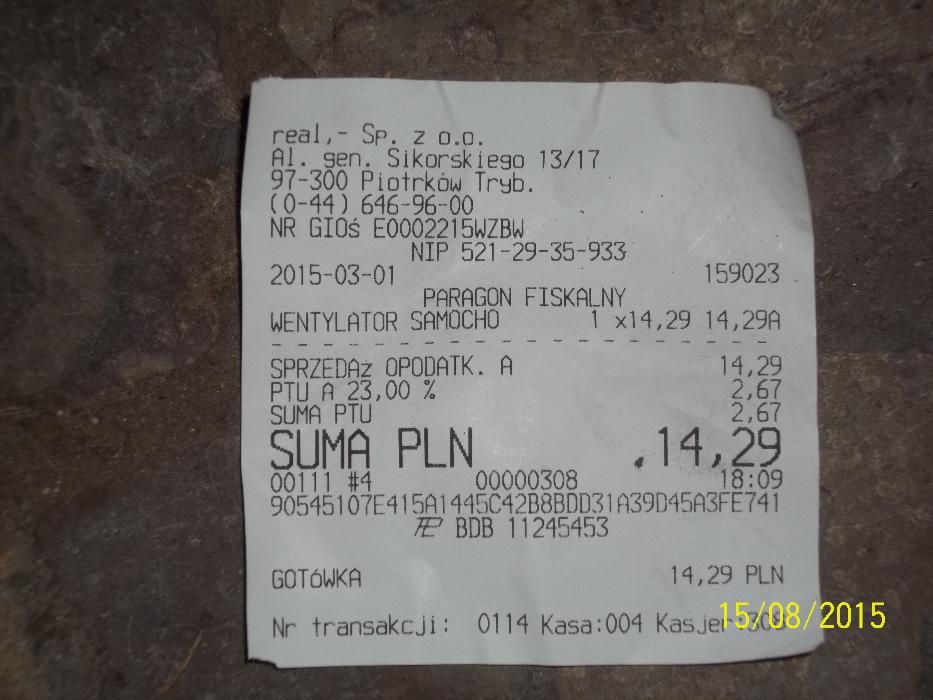 real,- Sp. z o.o.
Al. gen. Sikorskiego 13/17
97-300 Piotrków Tryb.
(0-44) 646-96-00
NR GIOś E0002215WZBW
NIP 521-29-35-933
2015-03-01 159023
PARAGON FISKALNY
WENTYLATOR SAMOCHO 1 x14,29 14,29A
- - - - - - - - - - - - - - - - - - - - - -
SPRZEDAż OPODATK. A 14,29
PTU A 23,00 % 2,67
SUMA PTU 2,67
SUMA PLN 14,29
00111 #4 00000308 18:09
90545107E415A1445C42B8BDD31A39D45A3FE741
BDB 11245453
GOTóWKA 14,29 PLN
Nr transakcji: 0114 Kasa:004 Kasjer
15/08/2015